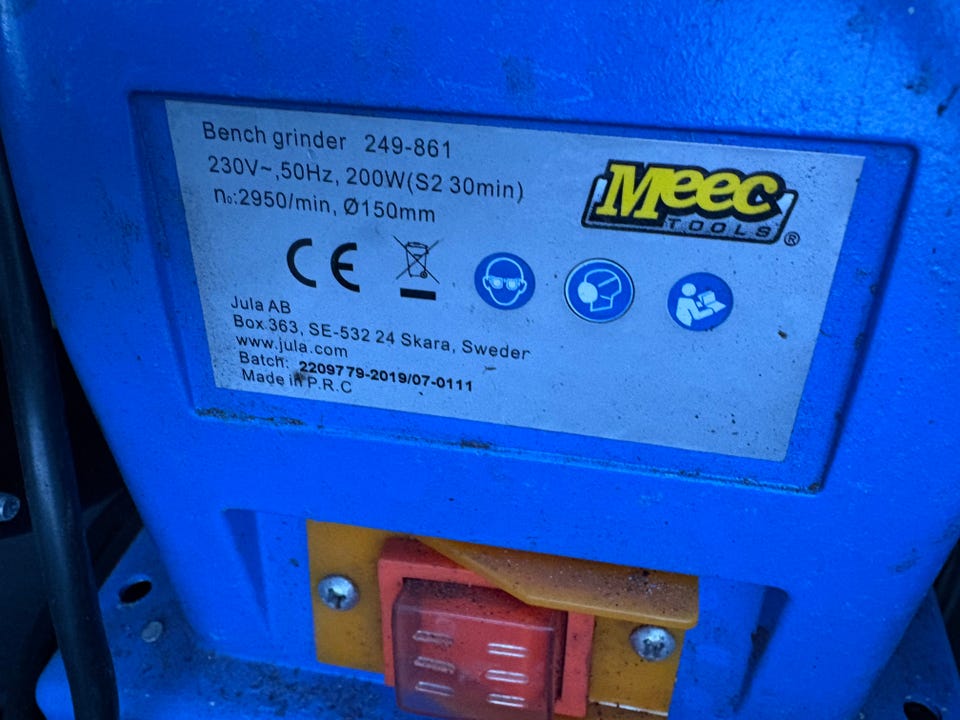 Bench grinder 249-861
230V~,50Hz, 200W(S2 30min)
n₀:2950/min, Ø150mm
Meec
TOOLS®
CE
Jula AB
Box 363, SE-532 24 Skara, Sweder
www.jula.com
Batch: 2209779-2019/07-0111
Made in P.R.C